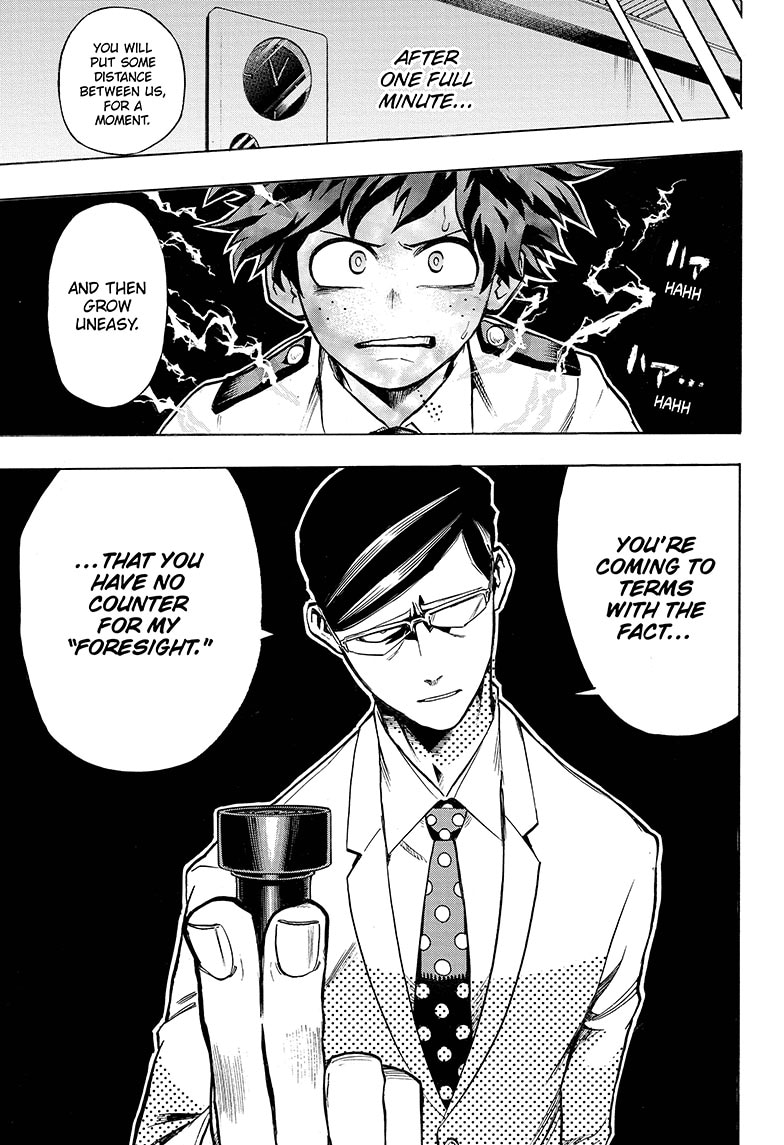 AFTER
ONE FULL
MINUTE...
YOU WILL
PUT SOME
DISTANCE
BETWEEN US,
FOR A
MOMENT.
ハァ
HAHH
ハァ...
HAHH
AND THEN
GROW
UNEASY.
YOU'RE
COMING TO
TERMS
WITH THE
FACT...
...THAT YOU
HAVE NO
COUNTER
FOR MY
"FORESIGHT."